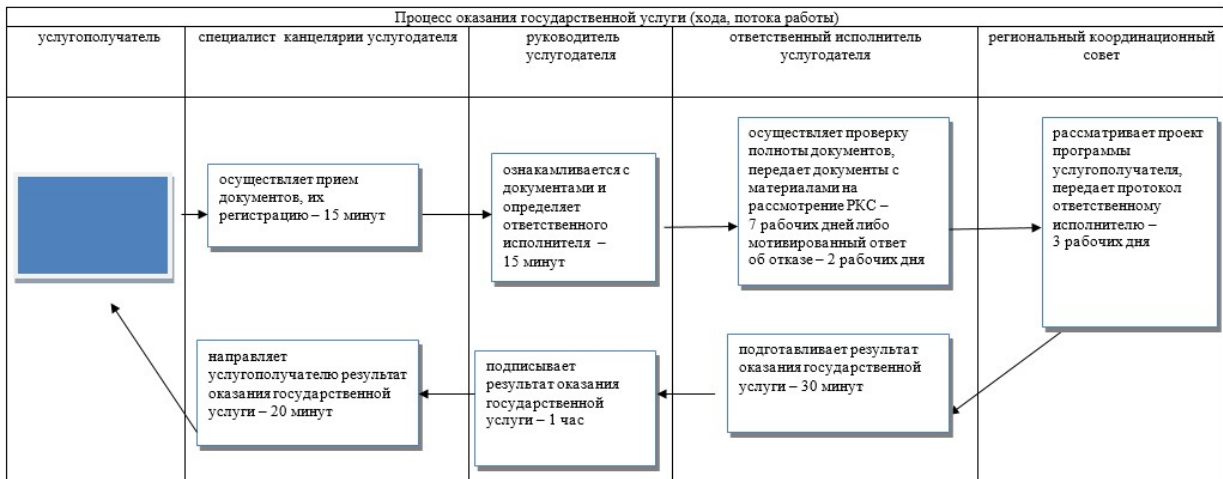 Процесс оказания государственной услуги (хода, потока работы)
услугополучатель
специалист канцелярии услугодателя
руководитель
услугодателя
ответственный исполнитель
услугодателя
региональный координационный
совет
осуществляет прием
документов, их
регистрацию – 15 минут
ознакамливается с
документами и
определяет
ответственного
исполнителя –
15 минут
осуществляет проверку
полноты документов,
передает документы с
материалами на
рассмотрение РКС –
7 рабочих дней либо
мотивированный ответ
об отказе – 2 рабочих дня
рассматривает проект
программы
услугополучателя,
передает протокол
ответственному
исполнителю –
3 рабочих дня
направляет
услугополучателю результат
оказания государственной
услуги – 20 минут
подписывает
результат оказания
государственной
услуги – 1 час
подготавливает результат
оказания государственной
услуги – 30 минут